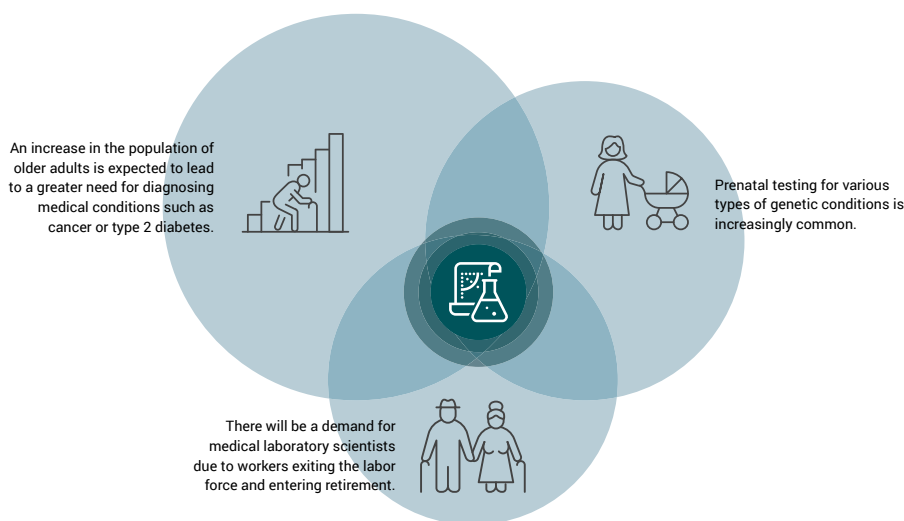 An increase in the population of
older adults is expected to lead
to a greater need for diagnosing
medical conditions such as
cancer or type 2 diabetes.
Prenatal testing for various
types of genetic conditions is
increasingly common.
There will be a demand for
medical laboratory scientists
due to workers exiting the labor
force and entering retirement.